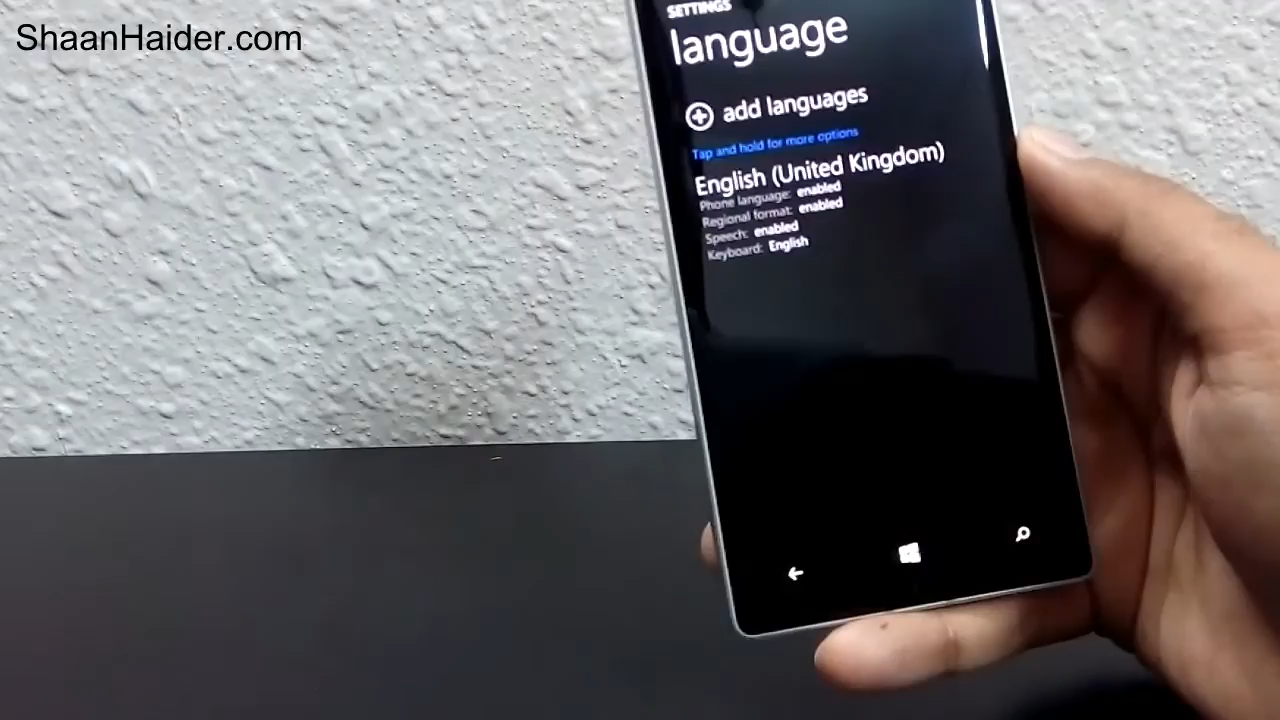 ShaanHaider.com
SETTINGS
language
add languages
Tap and hold for more options
English (United Kingdom)
Phone language: enabled
Regional format: enabled
Speech: enabled
Keyboard: English